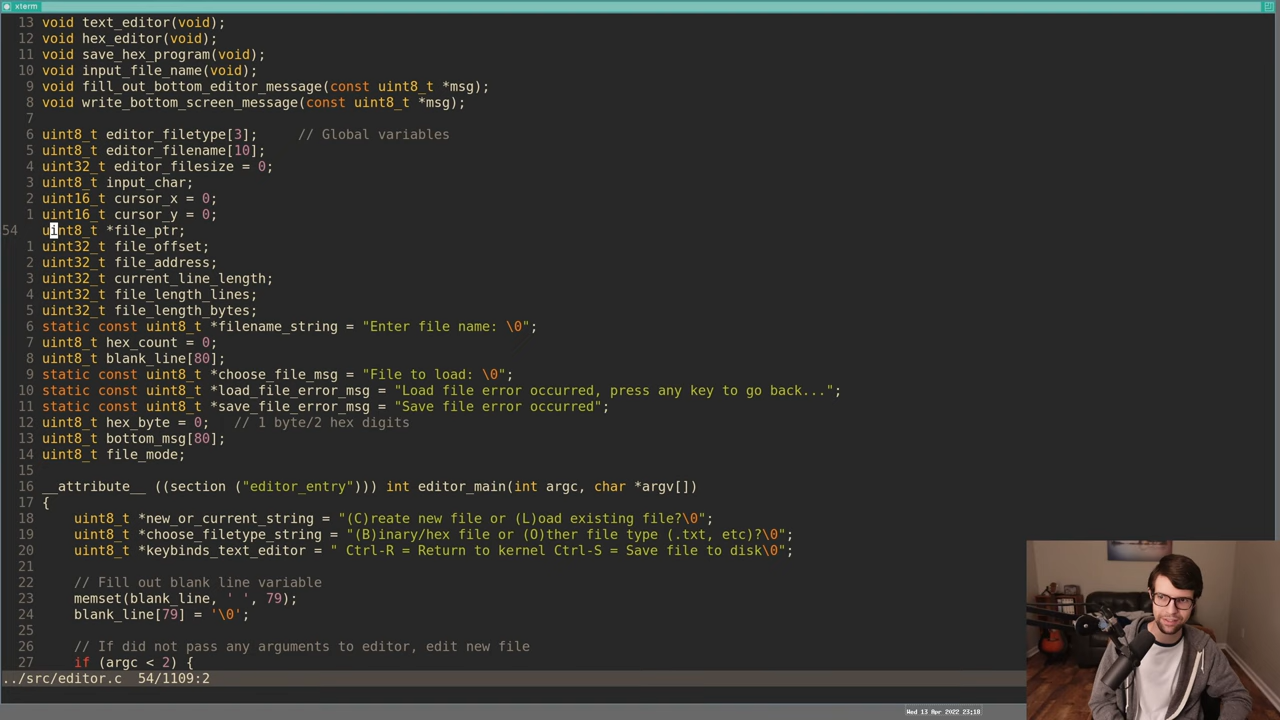 xterm
13 void text_editor(void);
12 void hex_editor(void);
11 void save_hex_program(void);
10 void input_file_name(void);
9 void fill_out_bottom_editor_message(const uint8_t *msg);
8 void write_bottom_screen_message(const uint8_t *msg);
7
6 uint8_t editor_filetype[3];     // Global variables
5 uint8_t editor_filename[10];
4 uint32_t editor_filesize = 0;
3 uint8_t input_char;
2 uint16_t cursor_x = 0;
1 uint16_t cursor_y = 0;
54 uint8_t *file_ptr;
1 uint32_t file_offset;
2 uint32_t file_address;
3 uint32_t current_line_length;
4 uint32_t file_length_lines;
5 uint32_t file_length_bytes;
6 static const uint8_t *filename_string = "Enter file name: \0";
7 uint8_t hex_count = 0;
8 uint8_t blank_line[80];
9 static const uint8_t *choose_file_msg = "File to load: \0";
10 static const uint8_t *load_file_error_msg = "Load file error occurred, press any key to go back...";
11 static const uint8_t *save_file_error_msg = "Save file error occurred";
12 uint8_t hex_byte = 0;   // 1 byte/2 hex digits
13 uint8_t bottom_msg[80];
14 uint8_t file_mode;
15
16 __attribute__ ((section ("editor_entry"))) int editor_main(int argc, char *argv[])
17 {
18     uint8_t *new_or_current_string = "(C)reate new file or (L)oad existing file?\0";
19     uint8_t *choose_filetype_string = "(B)inary/hex file or (O)ther file type (.txt, etc)?\0";
20     uint8_t *keybinds_text_editor = " Ctrl-R = Return to kernel Ctrl-S = Save file to disk\0";
21
22     // Fill out blank line variable
23     memset(blank_line, ' ', 79);
24     blank_line[79] = '\0';
25
26     // If did not pass any arguments to editor, edit new file
27     if (argc < 2) {
../src/editor.c  54/1109:2
Wed 13 Apr 2022 23:18